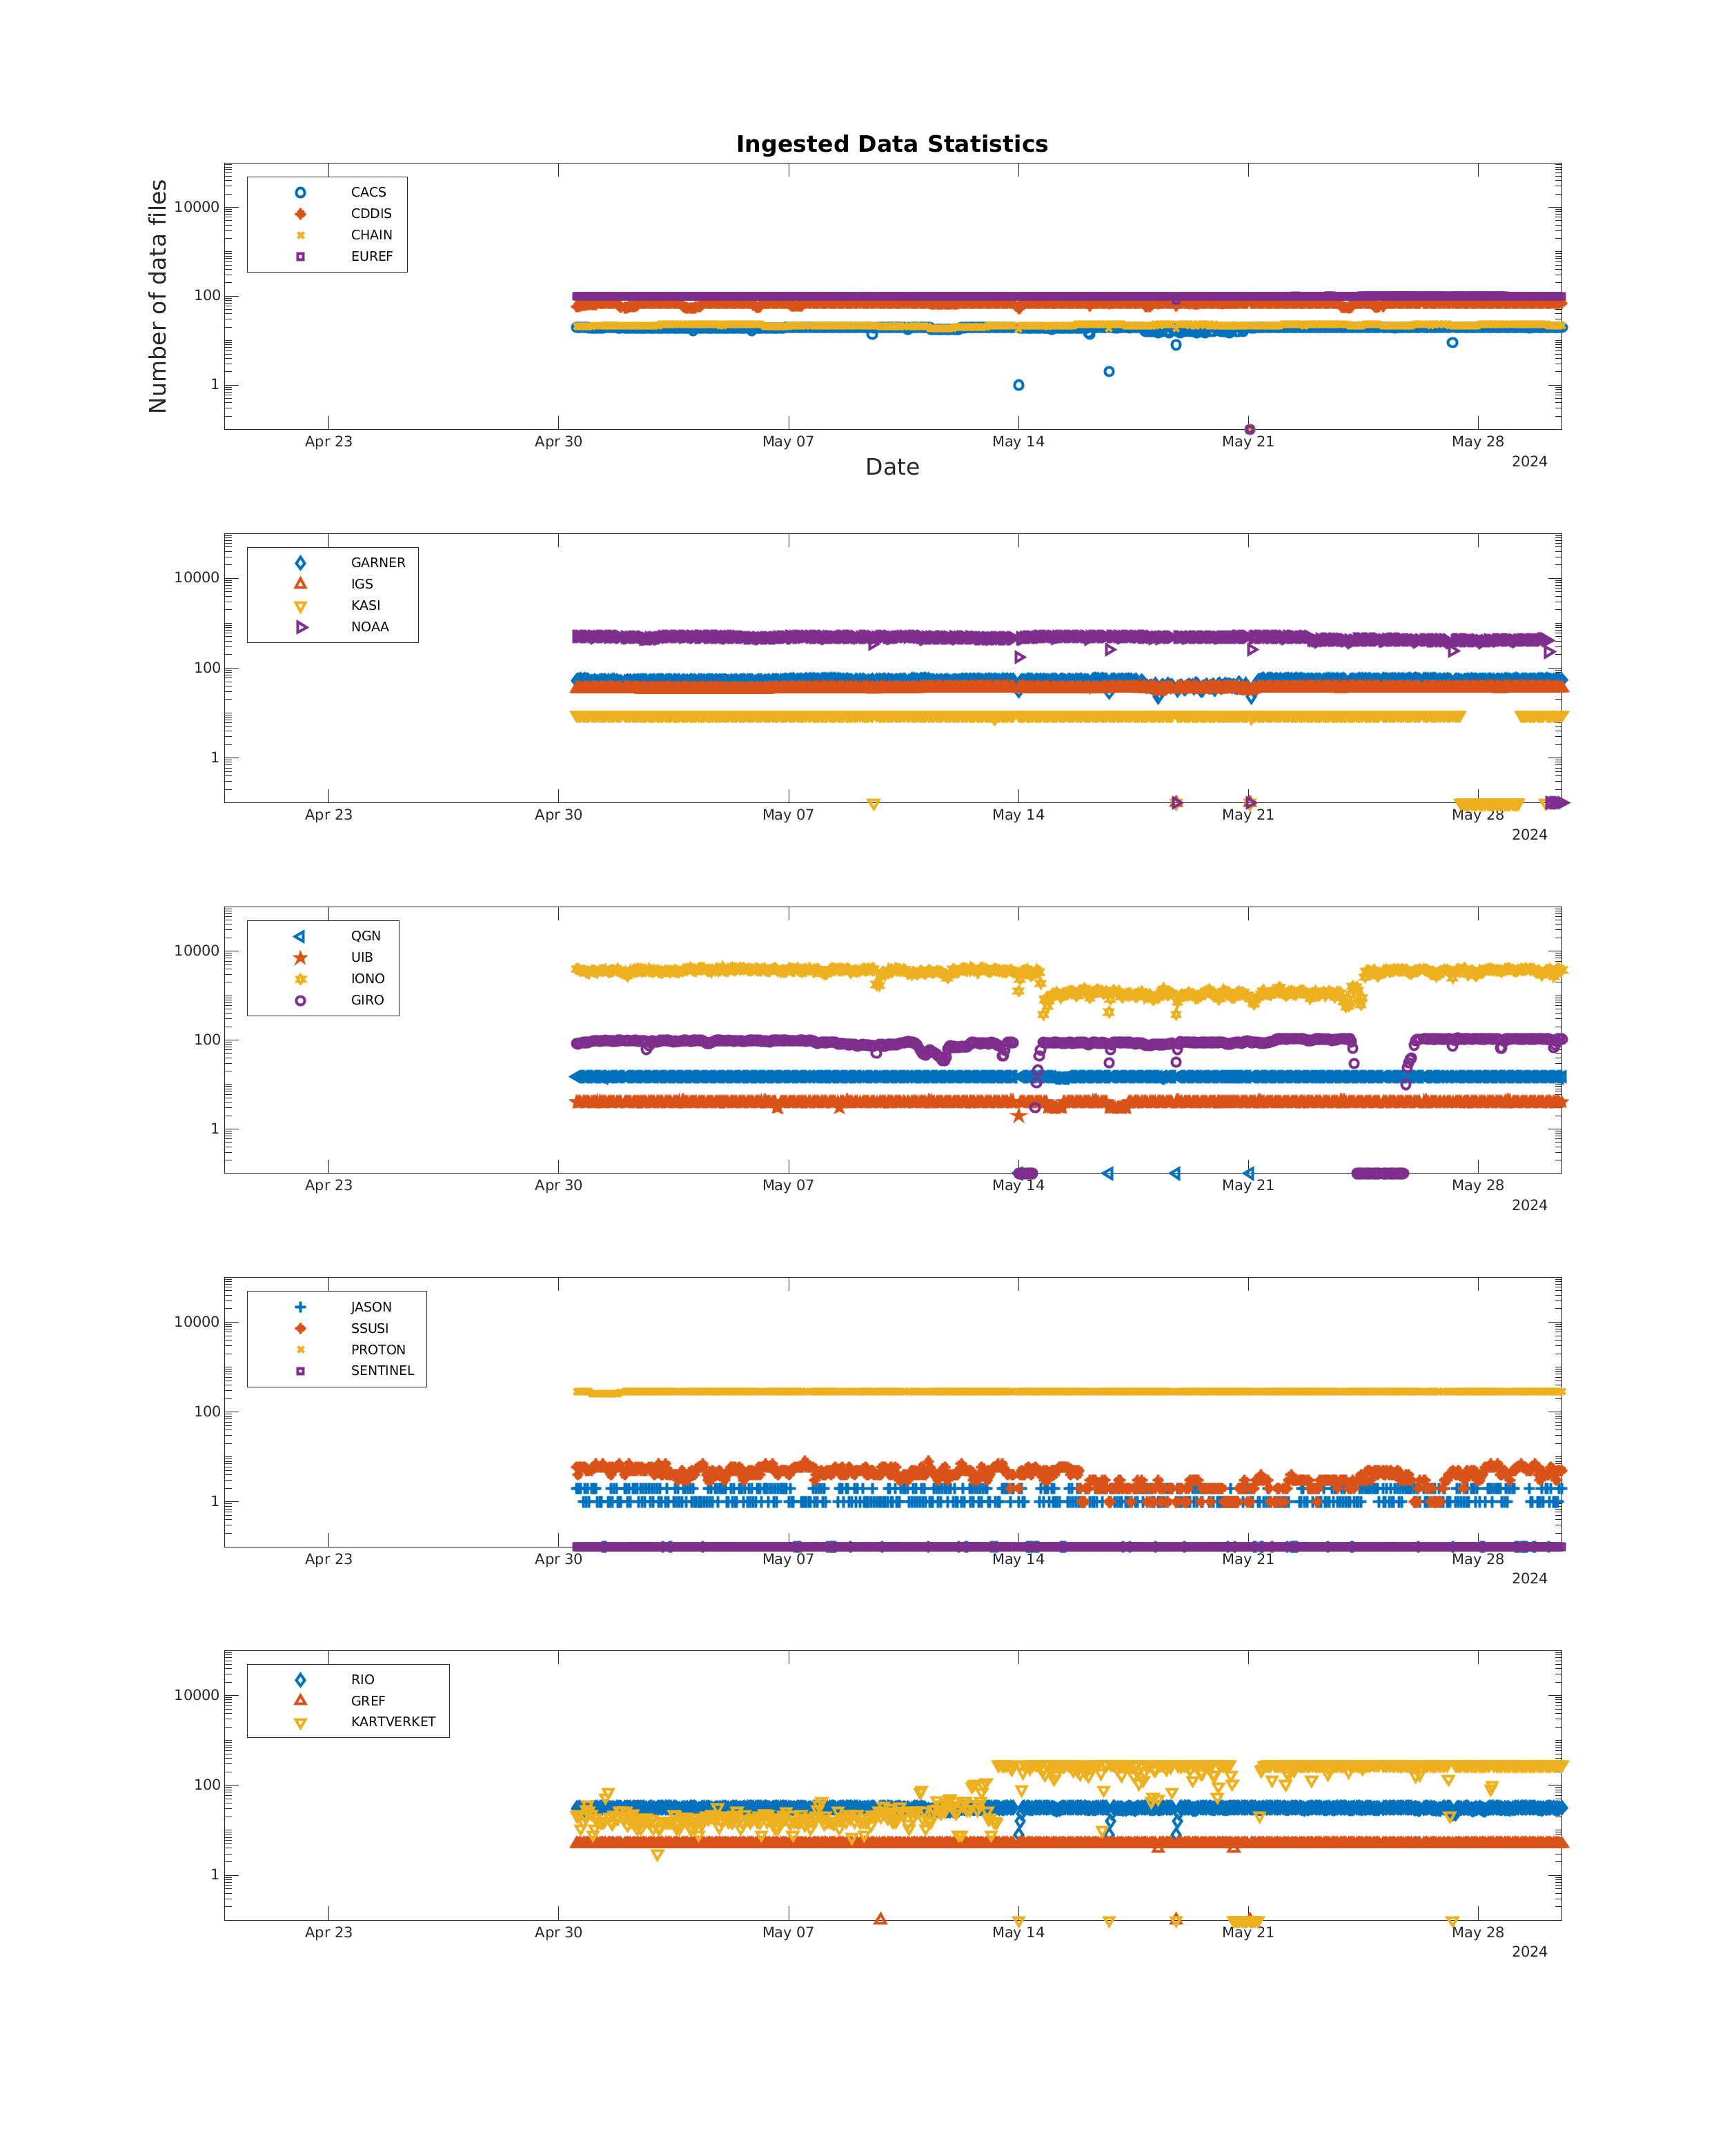 Ingested Data Statistics
Number of data files
CACS
CDDIS
CHAIN
EUREF
10000
100
1
Apr 23 Apr 30 May 07 May 14 May 21 May 28
2024
Date
GARNER
IGS
KASI
NOAA
10000
100
1
Apr 23 Apr 30 May 07 May 14 May 21 May 28
2024
QGN
UIB
IONO
GIRO
10000
100
1
Apr 23 Apr 30 May 07 May 14 May 21 May 28
2024
JASON
SSUSI
PROTON
SENTINEL
10000
100
1
Apr 23 Apr 30 May 07 May 14 May 21 May 28
2024
RIO
GREF
KARTVERKET
10000
100
1
Apr 23 Apr 30 May 07 May 14 May 21 May 28
2024